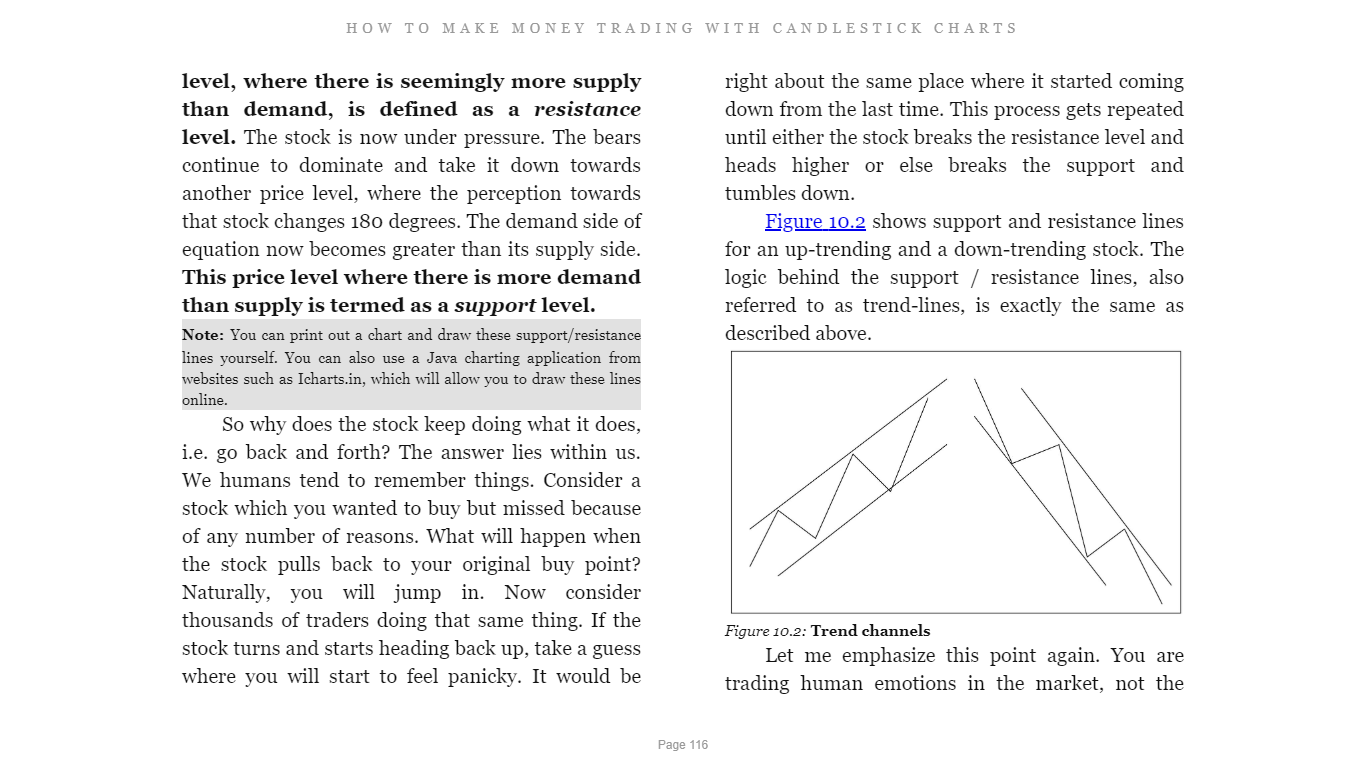 HOW TO MAKE MONEY TRADING WITH CANDLESTICK CHARTS
level, where there is seemingly more supply
than demand, is defined as a resistance
level. The stock is now under pressure. The bears
continue to dominate and take it down towards
another price level, where the perception towards
that stock changes 180 degrees. The demand side of
equation now becomes greater than its supply side.
This price level where there is more demand
than supply is termed as a support level.
Note: You can print out a chart and draw these support/resistance
lines yourself. You can also use a Java charting application from
websites such as Icharts.in, which will allow you to draw these lines
online.
So why does the stock keep doing what it does,
i.e. go back and forth? The answer lies within us.
We humans tend to remember things. Consider a
stock which you wanted to buy but missed because
of any number of reasons. What will happen when
the stock pulls back to your original buy point?
Naturally, you will jump in. Now consider
thousands of traders doing that same thing. If the
stock turns and starts heading back up, take a guess
where you will start to feel panicky. It would be
right about the same place where it started coming
down from the last time. This process gets repeated
until either the stock breaks the resistance level and
heads higher or else breaks the support and
tumbles down.
Figure 10.2 shows support and resistance lines
for an up-trending and a down-trending stock. The
logic behind the support / resistance lines, also
referred to as trend-lines, is exactly the same as
described above.
Figure 10.2: Trend channels
Let me emphasize this point again. You are
trading human emotions in the market, not the
Page 116